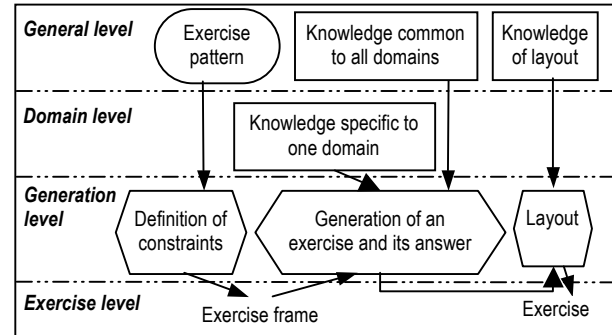 General level
Exercise
pattern
Knowledge common
to all domains
Knowledge
of layout
Domain level
Knowledge specific to
one domain
Generation
level
Definition of
constraints
Generation of an
exercise and its answer
Layout
Exercise level
Exercise frame
Exercise